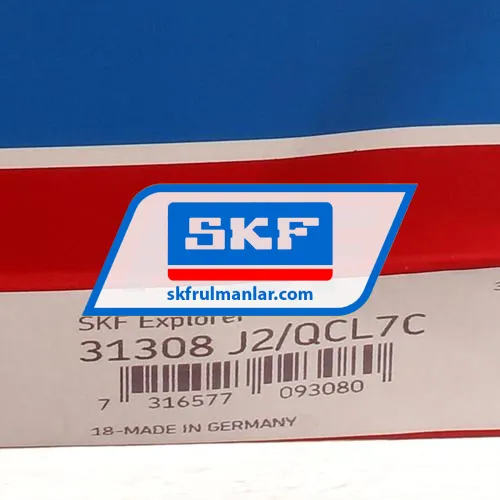 SKF
skfrulmanlar.com
SKF Explorer
31308 J2/QCL7C
7 316577 093080
18-MADE IN GERMANY